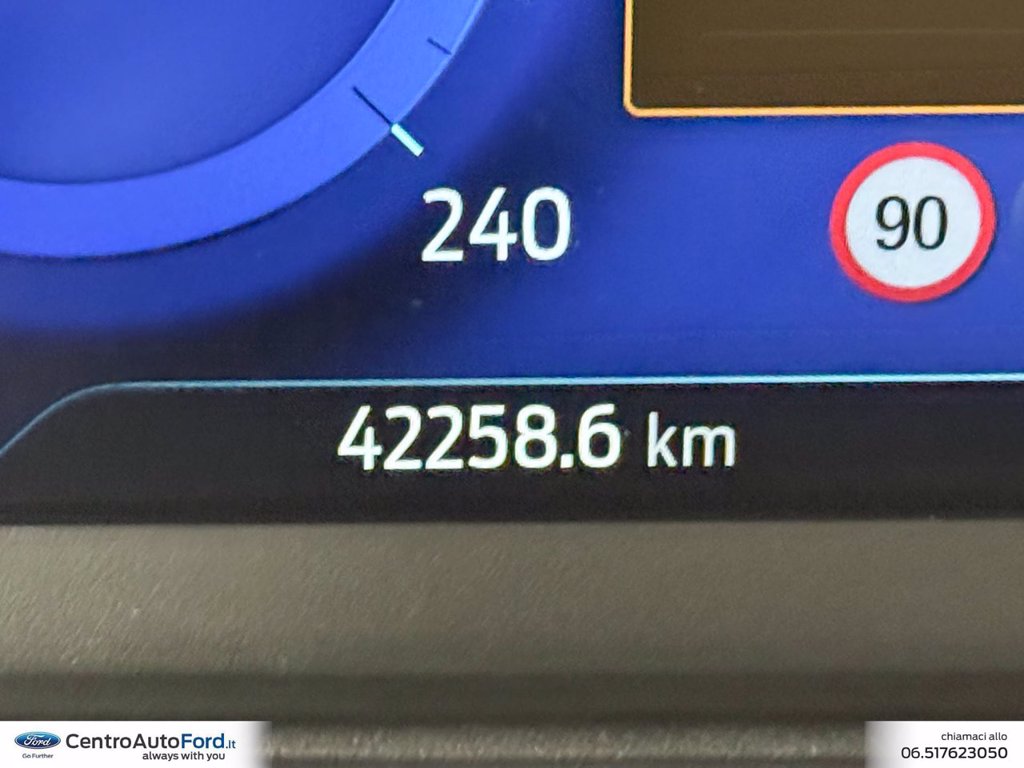 240
90
42258.6 km
Ford
Go Further
CentroAutoFord.it
always with you
chiamaci allo
06.517623050